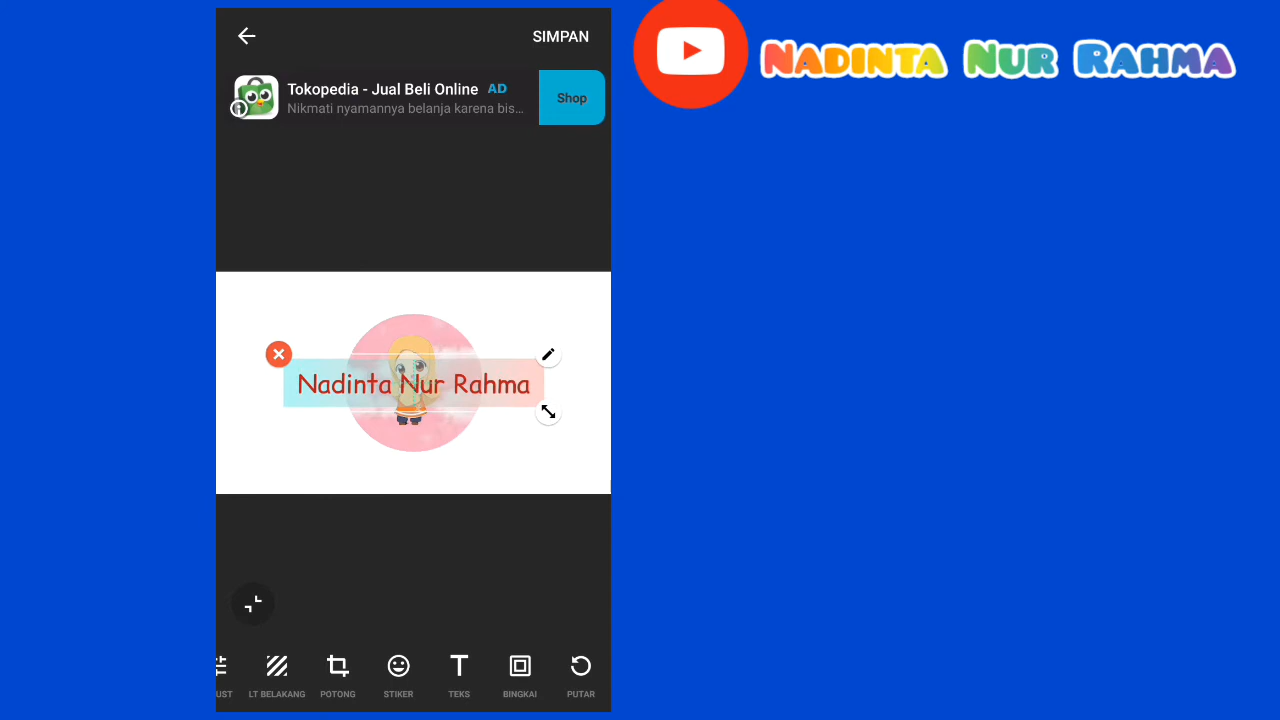 SIMPAN
Nadinta Nur Rahma
Tokopedia - Jual Beli Online AD
Nikmati nyamannya belanja karena bis...
Shop
Nadinta Nur Rahma
UST
LT BELAKANG
POTONG
STIKER
TEKS
BINGKAI
PUTAR